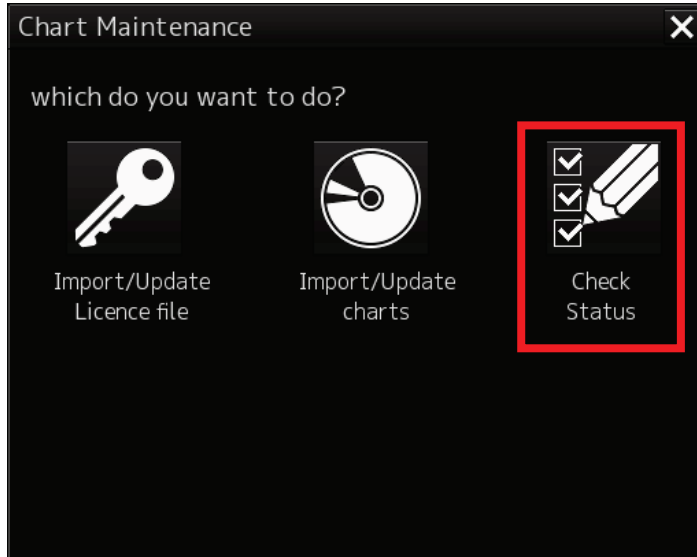 Chart Maintenance
which do you want to do?
Import/Update
Licence file
Import/Update
charts
Check
Status